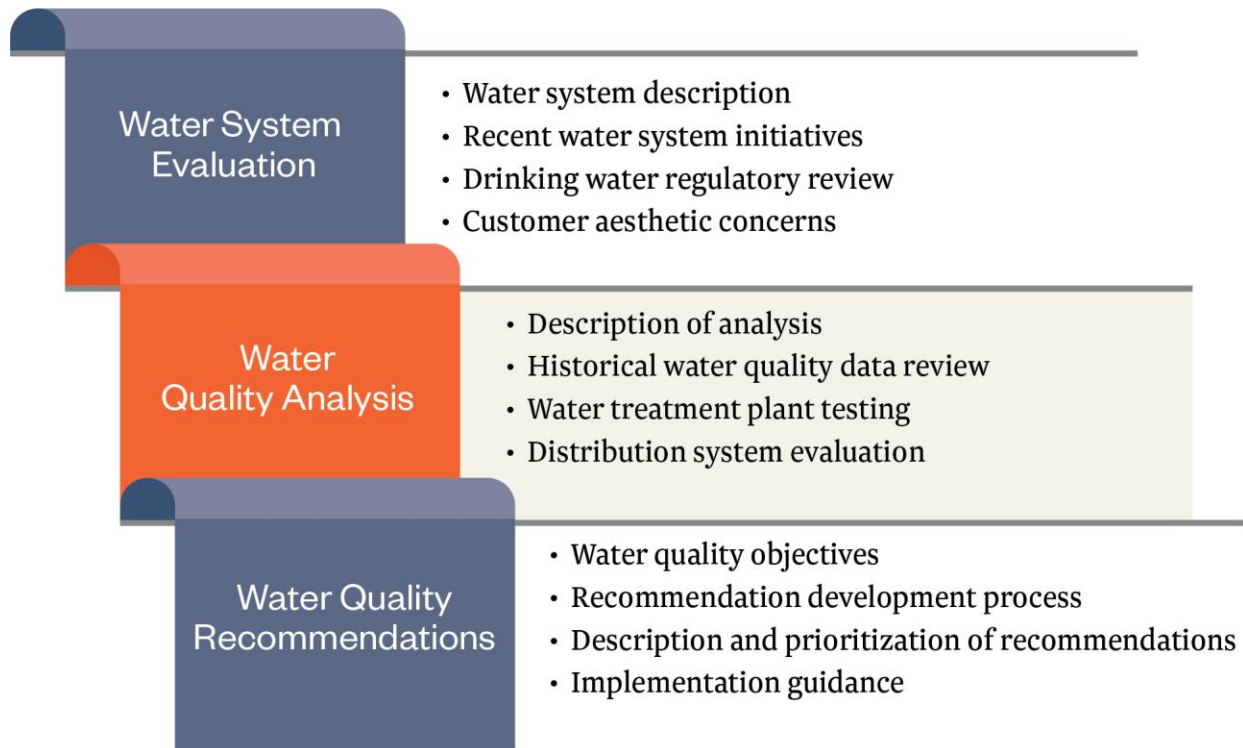 Water System
Evaluation
• Water system description
• Recent water system initiatives
• Drinking water regulatory review
• Customer aesthetic concerns
Water
Quality Analysis
• Description of analysis
• Historical water quality data review
• Water treatment plant testing
• Distribution system evaluation
Water Quality
Recommendations
• Water quality objectives
• Recommendation development process
• Description and prioritization of recommendations
• Implementation guidance